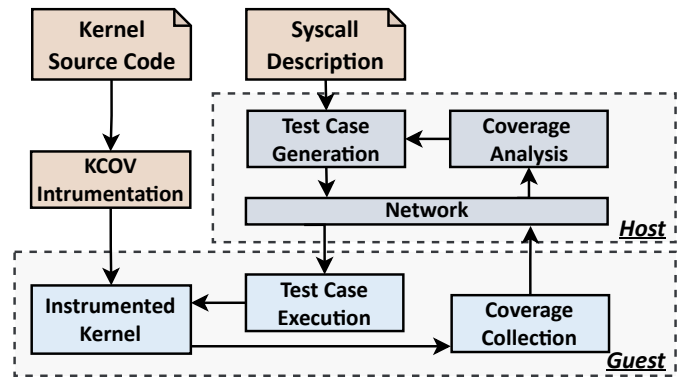 Kernel
Source Code
Syscall
Description
Test Case
Generation
Coverage
Analysis
KCOV
Intrumentation
Network
Host
Instrumented
Kernel
Test Case
Execution
Coverage
Collection
Guest